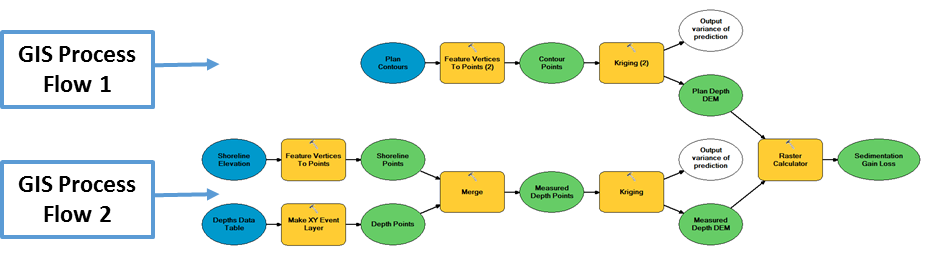 GIS Process
Flow 1
Plan
Contours
Feature Vertices
To Points (2)
Contour
Points
Kriging (2)
Output
variance of
prediction
Plan Depth
DEM
GIS Process
Flow 2
Shoreline
Elevation
Feature Vertices
To Points
Shoreline
Points
Depths Data
Table
Make XY Event
Layer
Depth Points
Merge
Measured
Depth Points
Kriging
Output
variance of
prediction
Measured
Depth DEM
Raster
Calculator
Sedimentation
Gain Loss